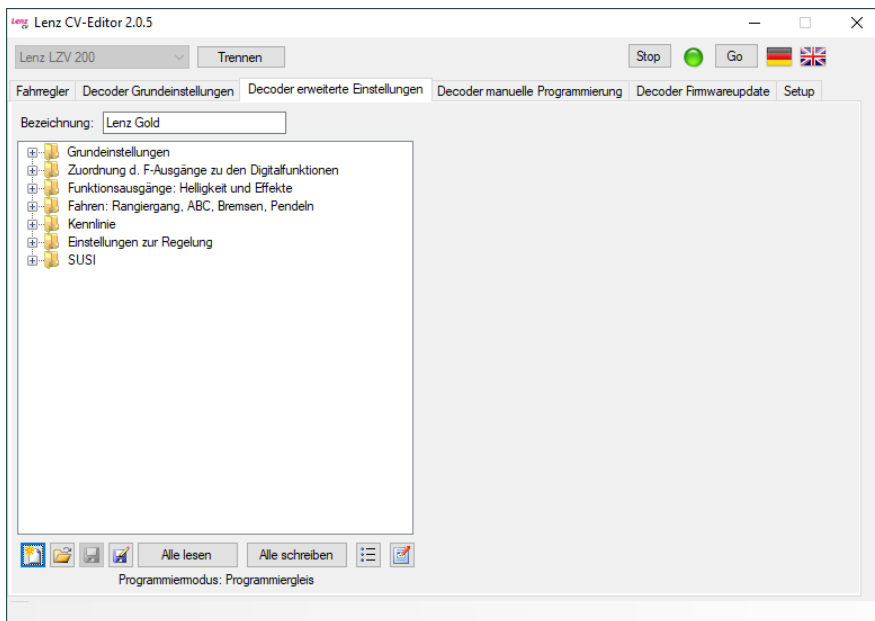 Lenz CV Lenz CV-Editor 2.0.5
Lenz LZV 200 Trennen Stop Go
Fahrregler Decoder Grundeinstellungen Decoder erweiterte Einstellungen Decoder manuelle Programmierung Decoder Firmwareupdate Setup
Bezeichnung: Lenz Gold
Grundeinstellungen
Zuordnung d. F-Ausgänge zu den Digitalfunktionen
Funktionsausgänge: Helligkeit und Effekte
Fahren: Rangiergang, ABC, Bremsen, Pendeln
Kennlinie
Einstellungen zur Regelung
SUSI
Alle lesen Alle schreiben
Programmiermodus: Programmiergleis